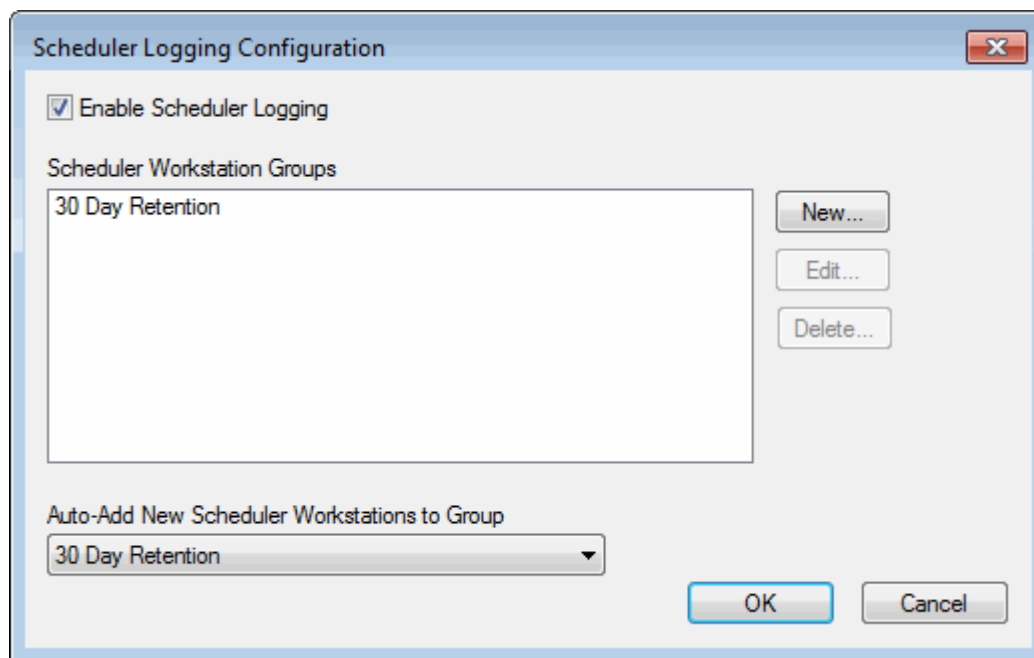 Scheduler Logging Configuration
Enable Scheduler Logging
Scheduler Workstation Groups
30 Day Retention
New...
Edit...
Delete...
Auto-Add New Scheduler Workstations to Group
30 Day Retention
OK
Cancel